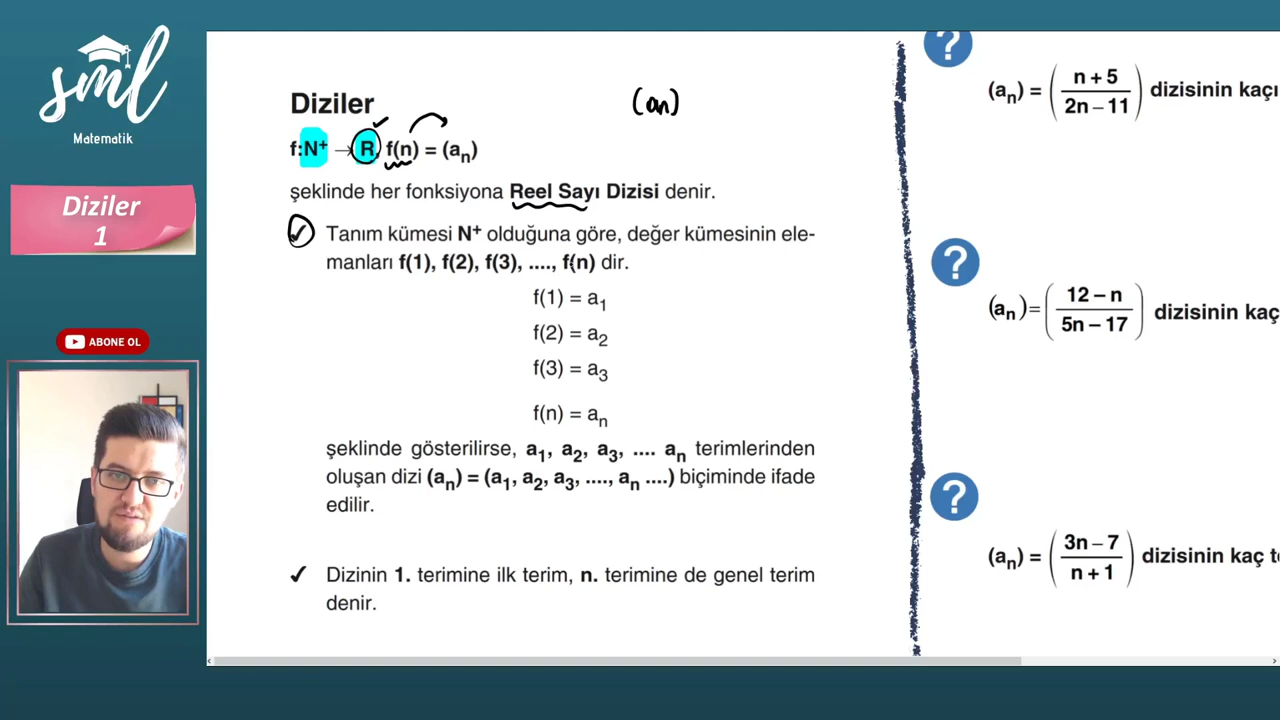 sml
Matematik
Diziler
1
ABONE OL
Diziler
(an)
f:N⁺ → R, f(n) = (aₙ)
şeklinde her fonksiyona Reel Sayı Dizisi denir.
✓ Tanım kümesi N⁺ olduğuna göre, değer kümesinin ele-
manları f(1), f(2), f(3), ...., f(n) dir.
f(1) = a₁
f(2) = a₂
f(3) = a₃
f(n) = aₙ
şeklinde gösterilirse, a₁, a₂, a₃, .... aₙ terimlerinden
oluşan dizi (aₙ) = (a₁, a₂, a₃, ...., aₙ ....) biçiminde ifade
edilir.
✓ Dizinin 1. terimine ilk terim, n. terimine de genel terim
denir.
?
(aₙ) = ( n + 5 / 2n – 11 ) dizisinin kaçı
?
(aₙ)= ( 12 – n / 5n – 17 ) dizisinin kaç
?
(aₙ) = ( 3n – 7 / n + 1 ) dizisinin kaç te